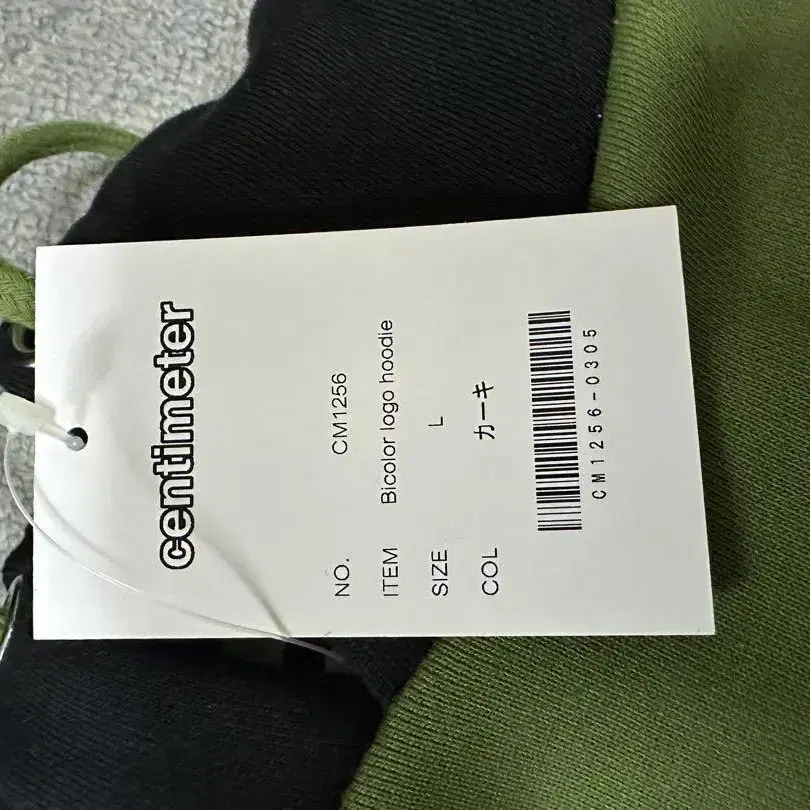 centimeter
NO. CM1256
ITEM Bicolor logo hoodie
SIZE L
COL カーキ
CM1256-0305